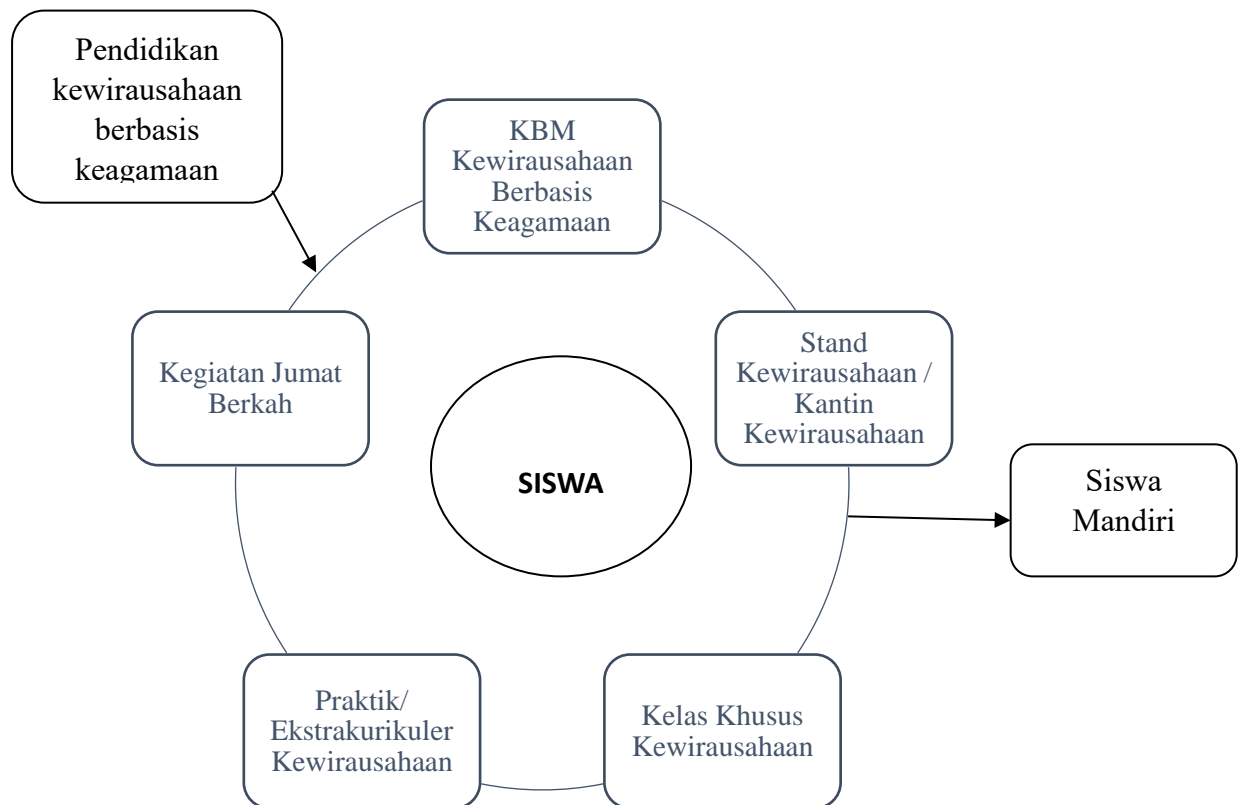 Pendidikan
kewirausahaan
berbasis
keagamaan
KBM
Kewirausahaan
Berbasis
Keagamaan
Kegiatan Jumat
Berkah
Stand
Kewirausahaan /
Kantin
Kewirausahaan
SISWA
Siswa
Mandiri
Praktik/
Ekstrakurikuler
Kewirausahaan
Kelas Khusus
Kewirausahaan